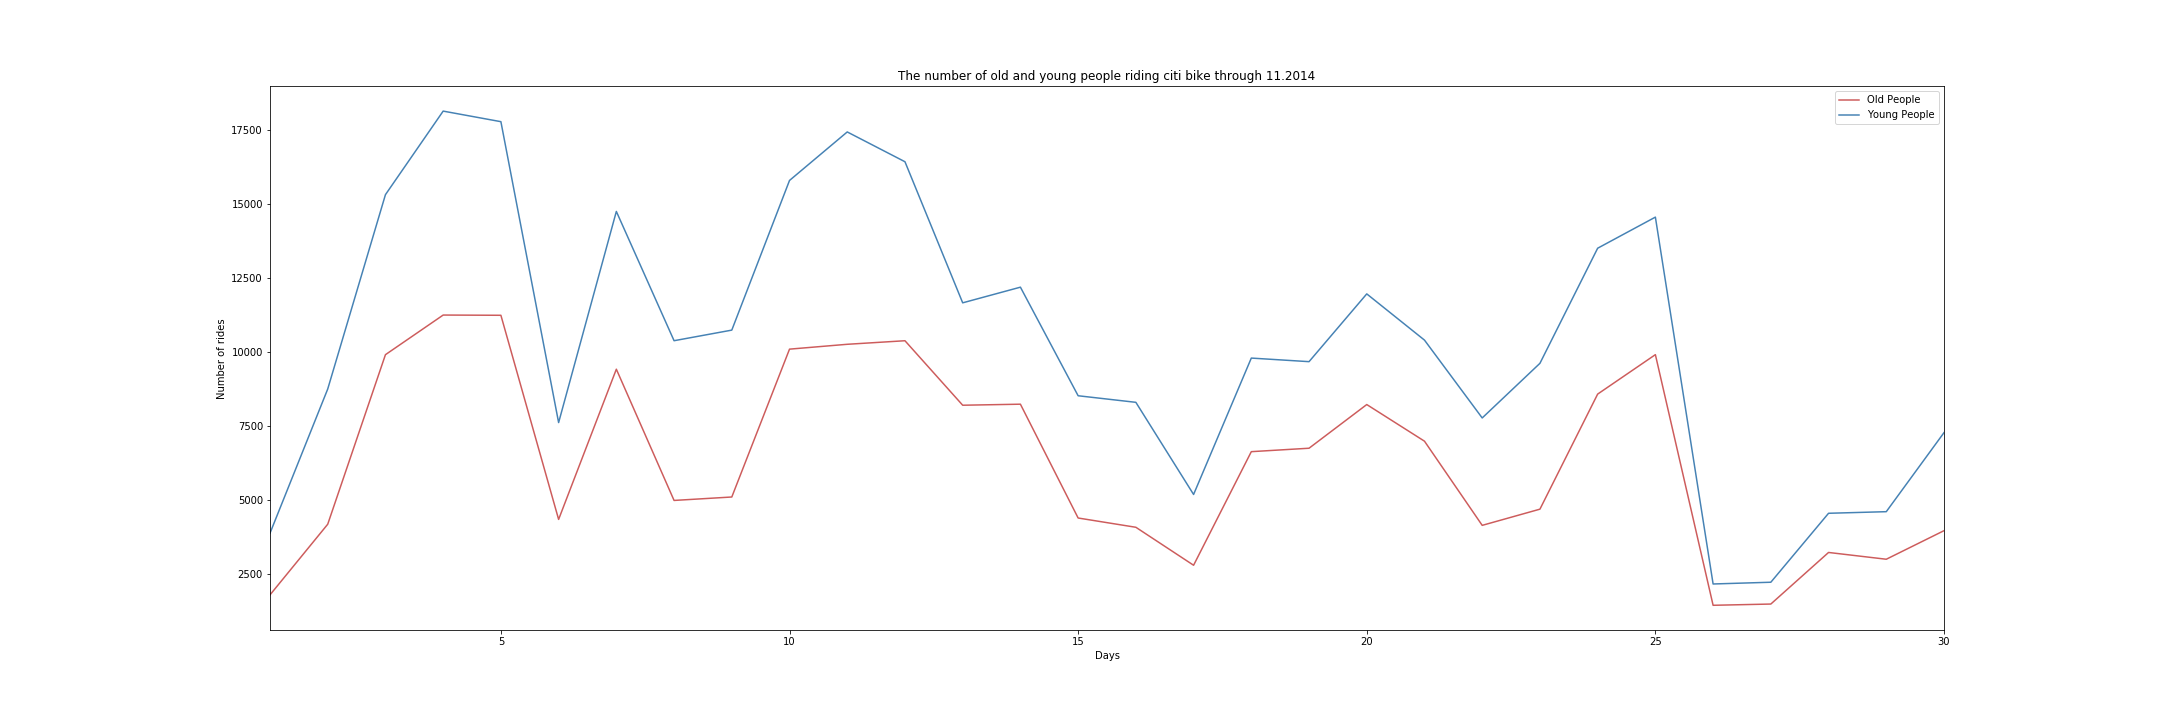 The number of old and young people riding citi bike through 11.2014
Old People
Young People
17500
15000
12500
10000
7500
5000
2500
Number of rides
5 10 15 20 25 30
Days